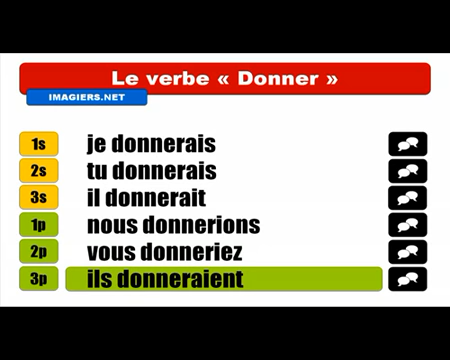 Le verbe « Donner »
IMAGIERS.NET
1s je donnerais
2s tu donnerais
3s il donnerait
1p nous donnerions
2p vous donneriez
3p ils donneraient